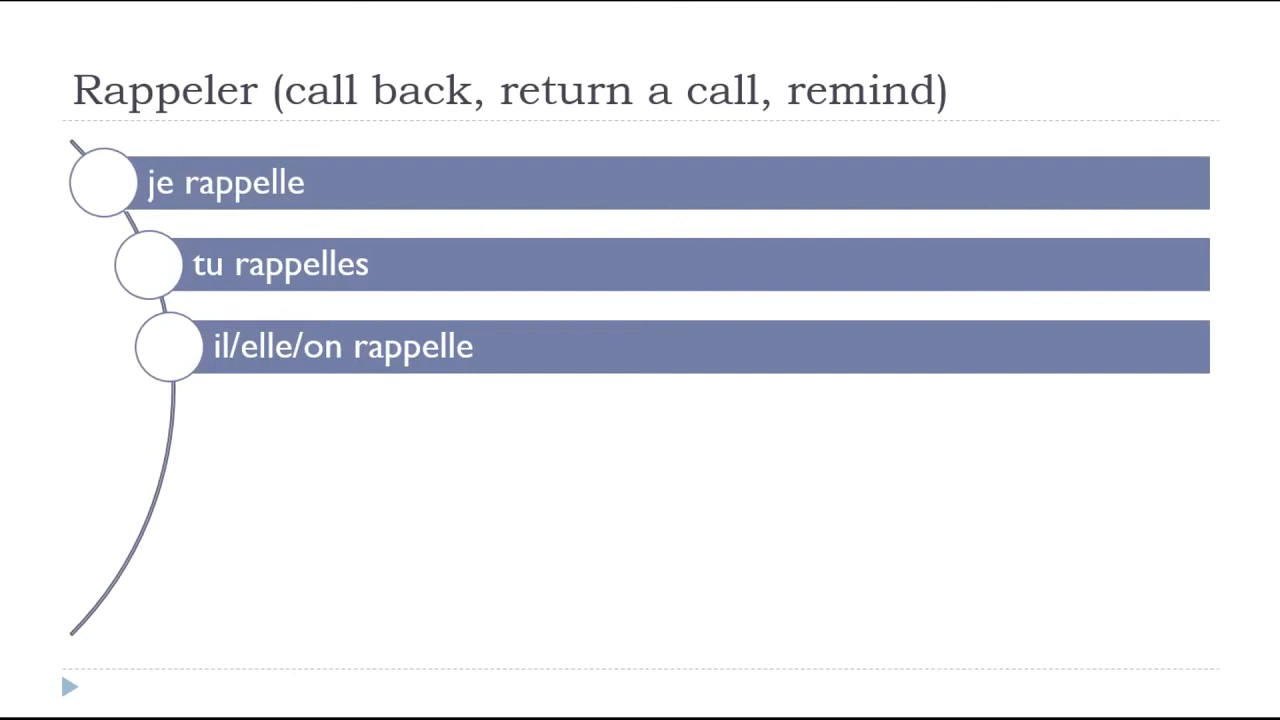 Rappeler (call back, return a call, remind)
je rappelle
tu rappelles
il/elle/on rappelle